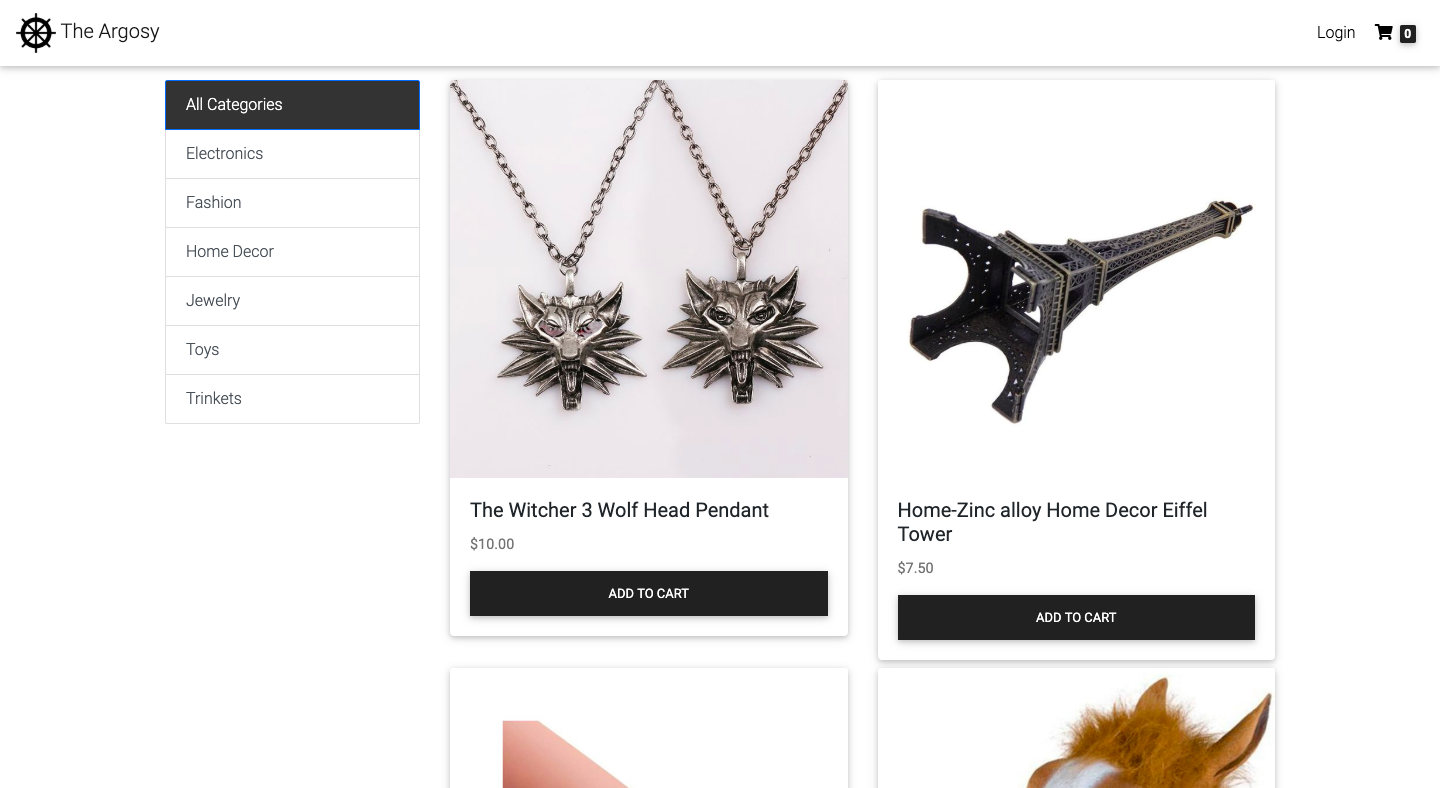 The Argosy
Login
0
All Categories
Electronics
Fashion
Home Decor
Jewelry
Toys
Trinkets
The Witcher 3 Wolf Head Pendant
$10.00
ADD TO CART
Home-Zinc alloy Home Decor Eiffel
Tower
$7.50
ADD TO CART